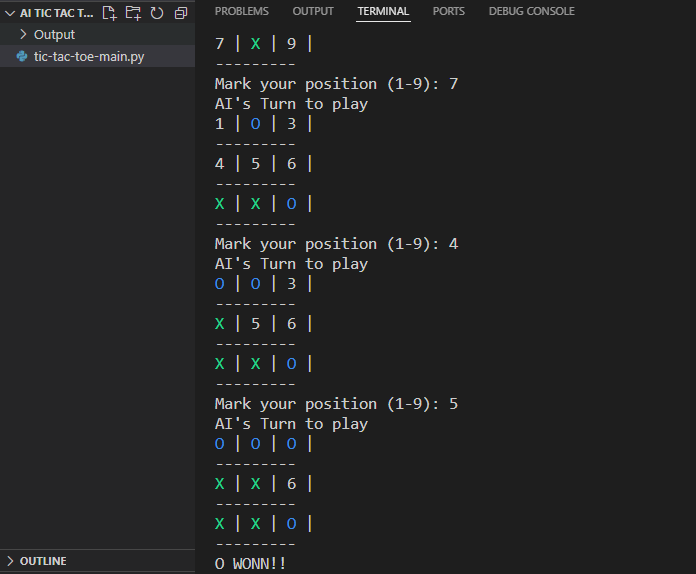 AI TIC TAC T...
Output
tic-tac-toe-main.py
OUTLINE
PROBLEMS OUTPUT TERMINAL PORTS DEBUG CONSOLE
7 | X | 9 |
---------
Mark your position (1-9): 7
AI's Turn to play
1 | O | 3 |
---------
4 | 5 | 6 |
---------
X | X | O |
---------
Mark your position (1-9): 4
AI's Turn to play
O | O | 3 |
---------
X | 5 | 6 |
---------
X | X | O |
---------
Mark your position (1-9): 5
AI's Turn to play
O | O | O |
---------
X | X | 6 |
---------
X | X | O |
---------
O WONN!!